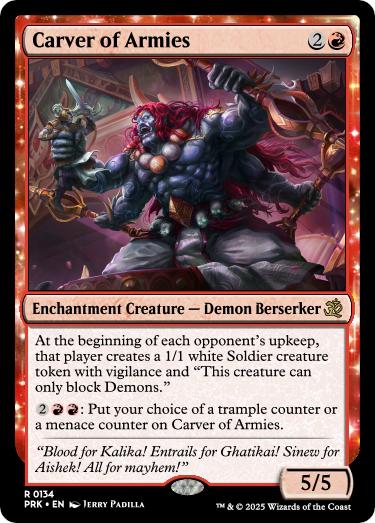 Carver of Armies 2
Enchantment Creature — Demon Berserker
At the beginning of each opponent's upkeep,
that player creates a 1/1 white Soldier creature
token with vigilance and “This creature can
only block Demons.”
2 : Put your choice of a trample counter or
a menace counter on Carver of Armies.
“Blood for Kalika! Entrails for Ghatikai! Sinew for
Aishek! All for mayhem!”
5/5
R 0134
PRK • EN Jerry Padilla
™ & © 2025 Wizards of the Coast